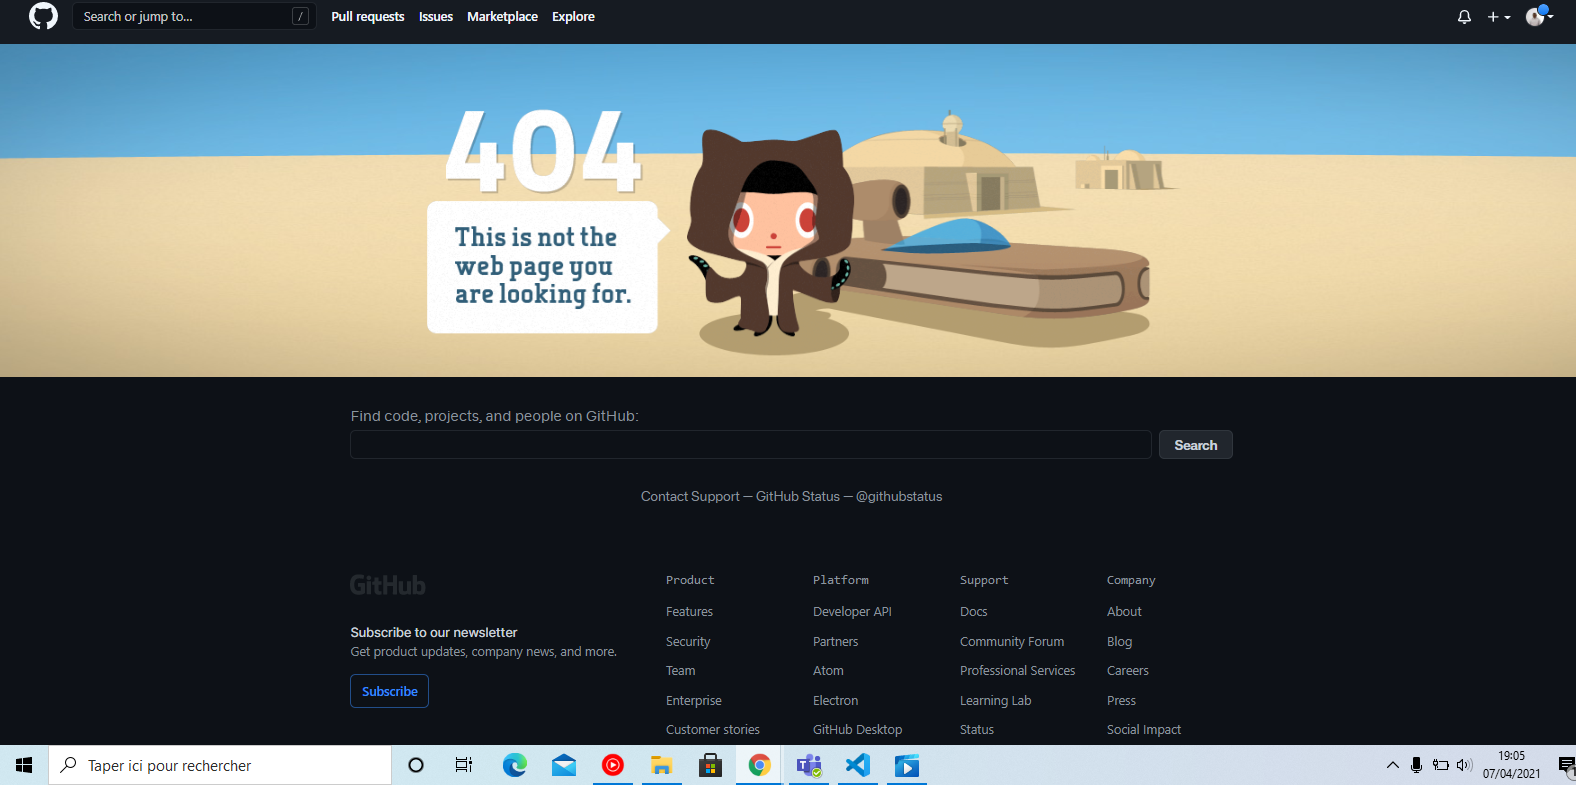 Search or jump to...
/
Pull requests
Issues
Marketplace
Explore
404
This is not the
web page you
are looking for.
Find code, projects, and people on GitHub:
Search
Contact Support — GitHub Status — @githubstatus
GitHub
Subscribe to our newsletter
Get product updates, company news, and more.
Subscribe
Product
Features
Security
Team
Enterprise
Customer stories
Platform
Developer API
Partners
Atom
Electron
GitHub Desktop
Support
Docs
Community Forum
Professional Services
Learning Lab
Status
Company
About
Blog
Careers
Press
Social Impact
Taper ici pour rechercher
19:05
07/04/2021